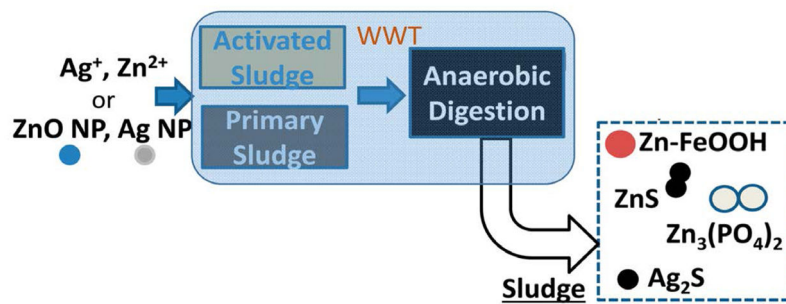 Ag⁺, Zn²⁺
or
ZnO NP, Ag NP
Activated
Sludge
WWT
Primary
Sludge
Anaerobic
Digestion
Sludge
Zn-FeOOH
ZnS
Zn₃(PO₄)₂
Ag₂S